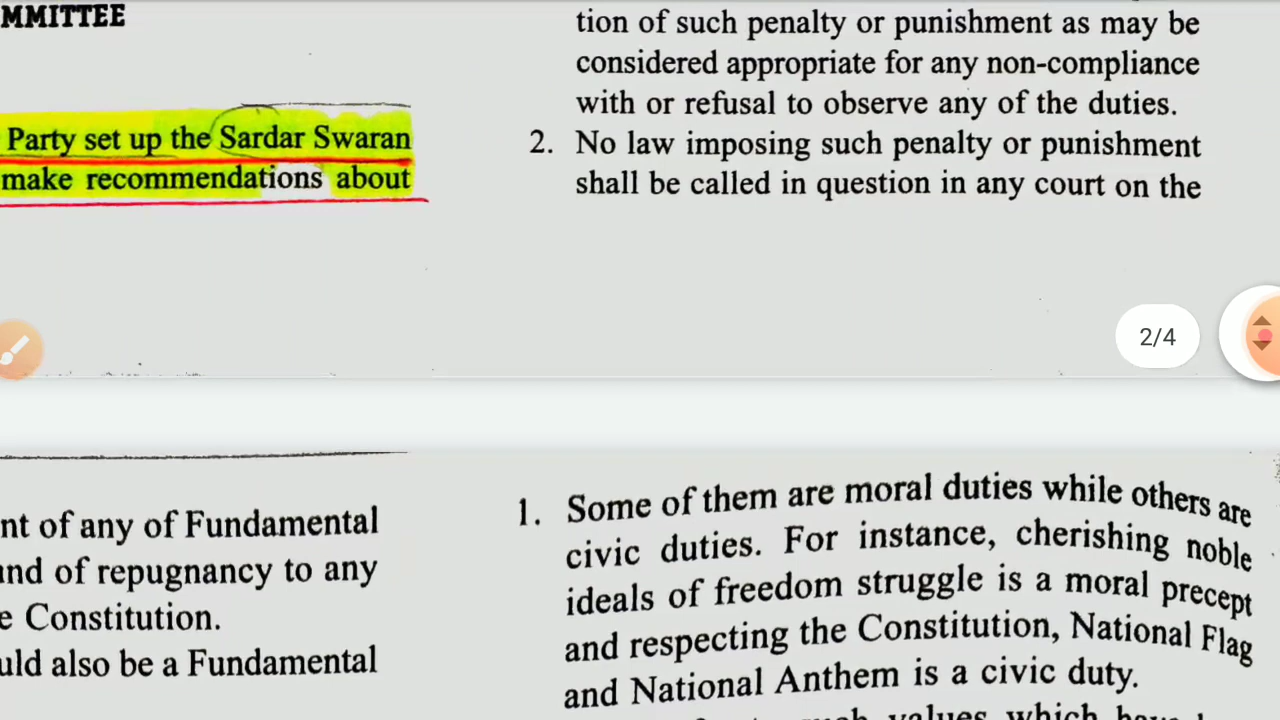 MMITTEE
Party set up the Sardar Swaran
make recommendations about
tion of such penalty or punishment as may be
considered appropriate for any non-compliance
with or refusal to observe any of the duties.
2. No law imposing such penalty or punishment
shall be called in question in any court on the
2/4
nt of any of Fundamental
und of repugnancy to any
e Constitution.
uld also be a Fundamental
1. Some of them are moral duties while others are
civic duties. For instance, cherishing noble
ideals of freedom struggle is a moral precept
and respecting the Constitution, National Flag
and National Anthem is a civic duty.
values which